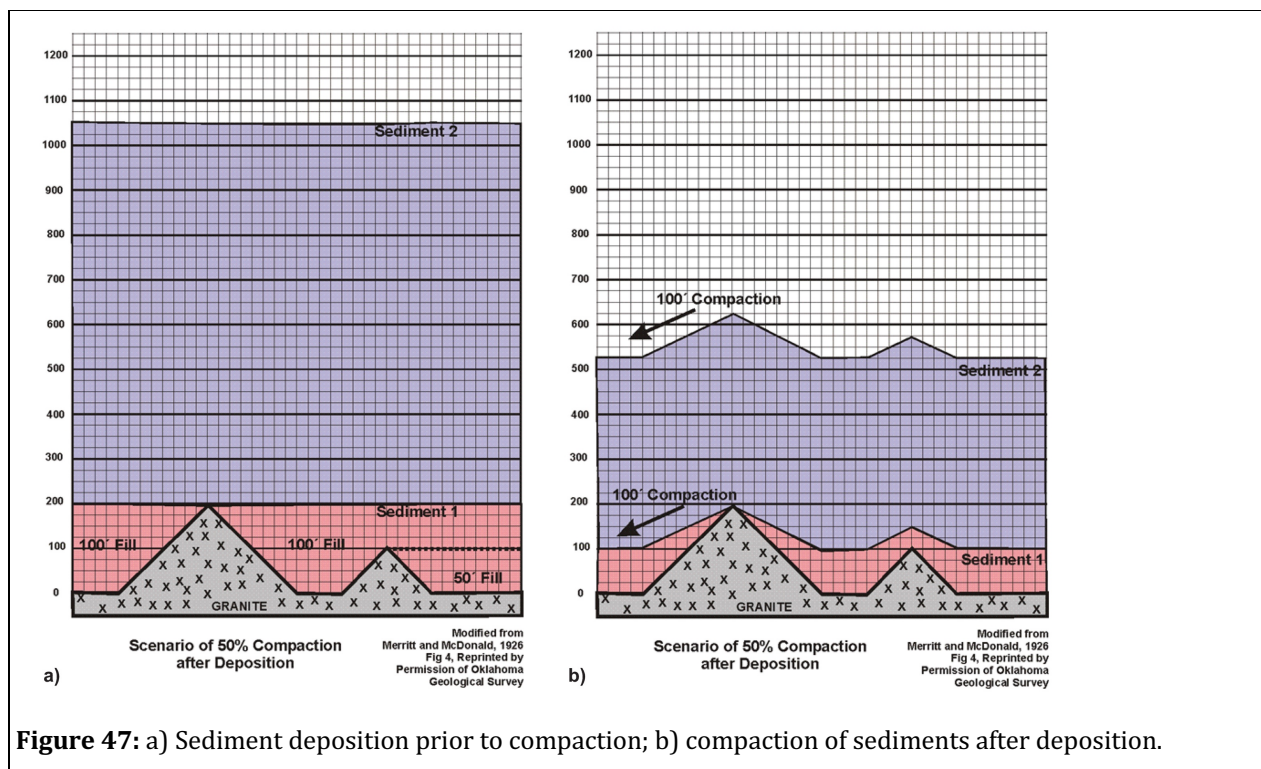 1200
1100
1000
900
800
700
600
500
400
300
200
100
0
Sediment 2
Sediment 1
100´ Fill
100´ Fill
50´ Fill
X X X X X X X X X X X X X X X X X X X X X X X X X X X X X X X X X X X X X
GRANITE
Scenario of 50% Compaction
after Deposition
Modified from
Merritt and McDonald, 1926
Fig 4, Reprinted by
Permission of Oklahoma
Geological Survey
a)
1200
1100
1000
900
800
700
600
500
400
300
200
100
0
100´ Compaction
Sediment 2
100´ Compaction
Sediment 1
GRANITE
Scenario of 50% Compaction
after Deposition
Modified from
Merritt and McDonald, 1926
Fig 4, Reprinted by
Permission of Oklahoma
Geological Survey
b)
Figure 47: a) Sediment deposition prior to compaction; b) compaction of sediments after deposition.